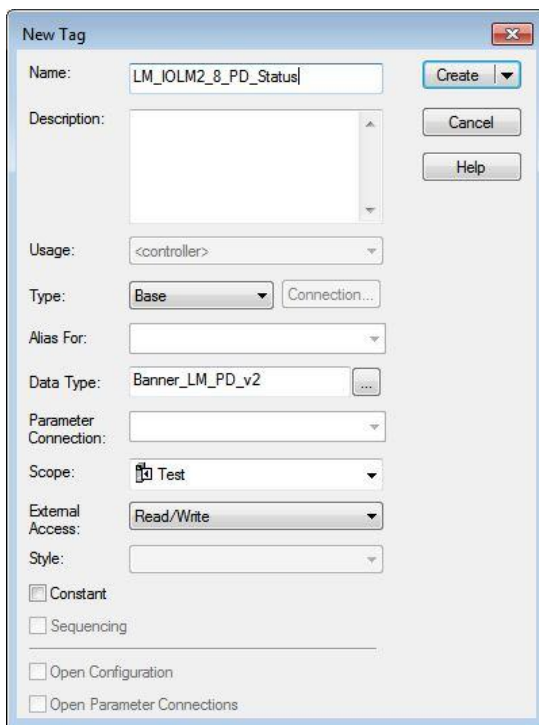 New Tag
Name: LM_IOLM2_8_PD_Status
Create
Description:
Cancel
Help
Usage: <controller>
Type: Base Connection...
Alias For:
Data Type: Banner_LM_PD_v2 ...
Parameter
Connection:
Scope: Test
External
Access: Read/Write
Style:
Constant
Sequencing
Open Configuration
Open Parameter Connections